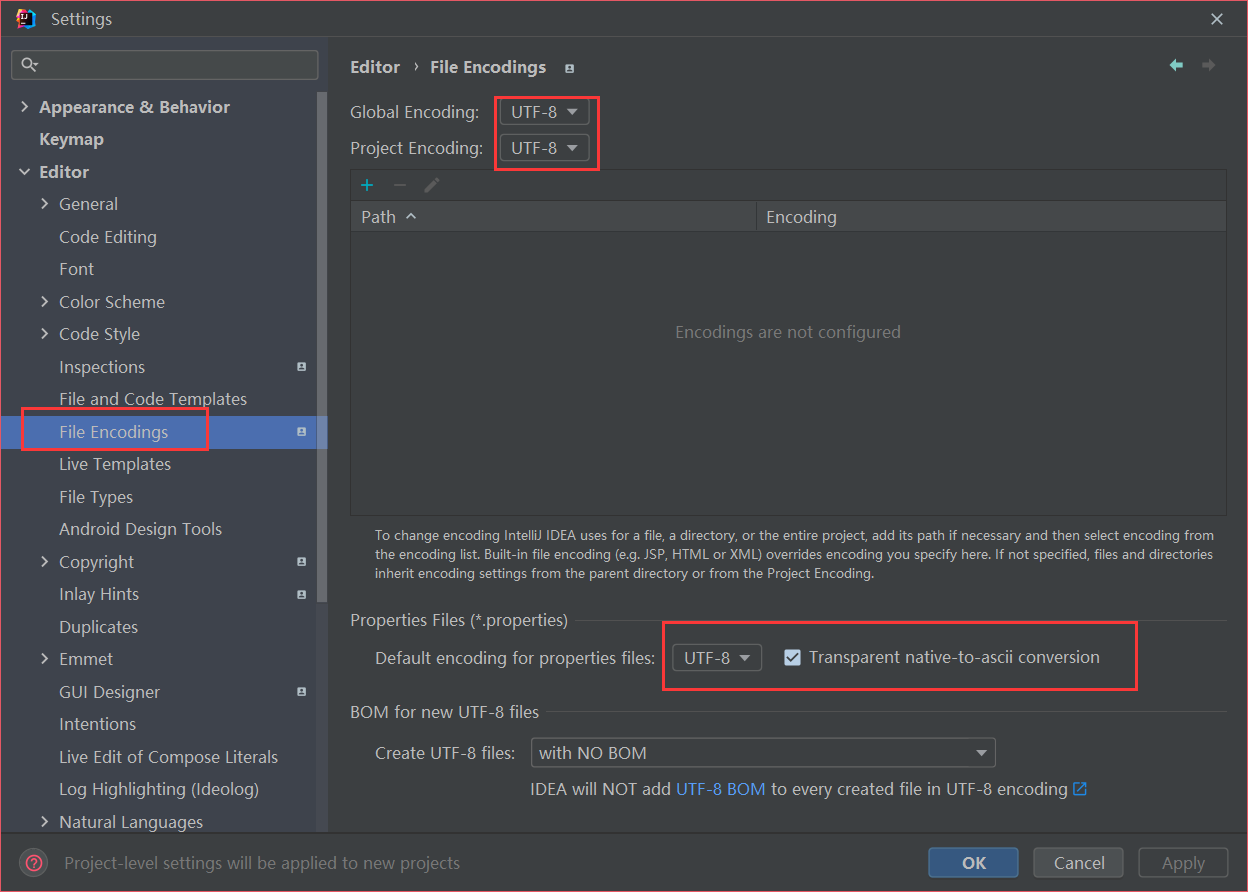 Settings
Appearance & Behavior
Keymap
Editor
General
Code Editing
Font
Color Scheme
Code Style
Inspections
File and Code Templates
File Encodings
Live Templates
File Types
Android Design Tools
Copyright
Inlay Hints
Duplicates
Emmet
GUI Designer
Intentions
Live Edit of Compose Literals
Log Highlighting (Ideolog)
Natural Languages
Editor › File Encodings
Global Encoding: UTF-8
Project Encoding: UTF-8
Path Encoding
Encodings are not configured
To change encoding IntelliJ IDEA uses for a file, a directory, or the entire project, add its path if necessary and then select encoding from
the encoding list. Built-in file encoding (e.g. JSP, HTML or XML) overrides encoding you specify here. If not specified, files and directories
inherit encoding settings from the parent directory or from the Project Encoding.
Properties Files (*.properties)
Default encoding for properties files: UTF-8 Transparent native-to-ascii conversion
BOM for new UTF-8 files
Create UTF-8 files: with NO BOM
IDEA will NOT add UTF-8 BOM to every created file in UTF-8 encoding
? Project-level settings will be applied to new projects
OK Cancel Apply